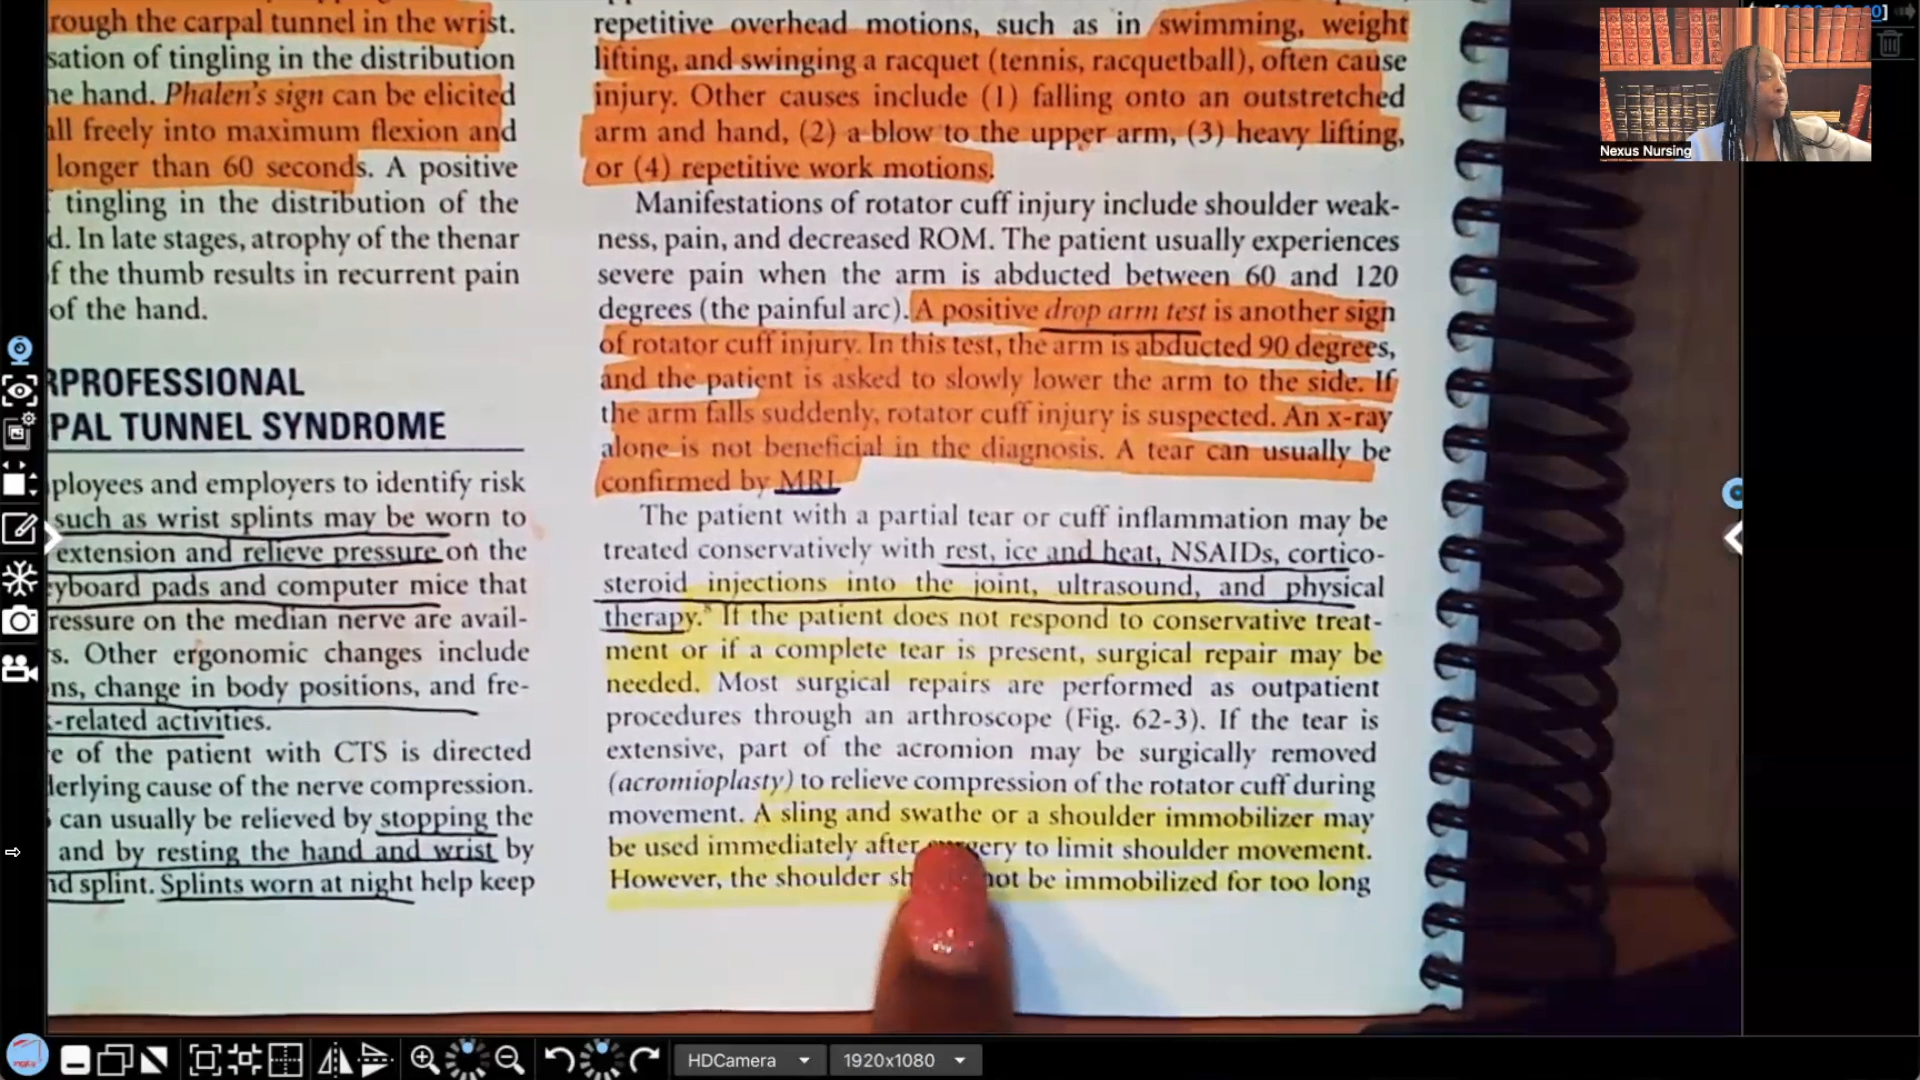 rough the carpal tunnel in the wrist.
sation of tingling in the distribution
he hand. Phalen's sign can be elicited
all freely into maximum flexion and
longer than 60 seconds. A positive
tingling in the distribution of the
d. In late stages, atrophy of the thenar
f the thumb results in recurrent pain
of the hand.
RPROFESSIONAL
PAL TUNNEL SYNDROME
ployees and employers to identify risk
such as wrist splints may be worn to
extension and relieve pressure on the
eyboard pads and computer mice that
ressure on the median nerve are avail-
s. Other ergonomic changes include
ns, change in body positions, and fre-
-related activities.
e of the patient with CTS is directed
derlying cause of the nerve compression.
can usually be relieved by stopping the
and by resting the hand and wrist by
nd splint. Splints worn at night help keep
repetitive overhead motions, such as in swimming, weight
lifting, and swinging a racquet (tennis, racquetball), often cause
injury. Other causes include (1) falling onto an outstretched
arm and hand, (2) a blow to the upper arm, (3) heavy lifting,
or (4) repetitive work motions.
Manifestations of rotator cuff injury include shoulder weak-
ness, pain, and decreased ROM. The patient usually experiences
severe pain when the arm is abducted between 60 and 120
degrees (the painful arc). A positive drop arm test is another sign
of rotator cuff injury. In this test, the arm is abducted 90 degrees,
and the patient is asked to slowly lower the arm to the side. If
the arm falls suddenly, rotator cuff injury is suspected. An x-ray
alone is not beneficial in the diagnosis. A tear can usually be
confirmed by MRI.
The patient with a partial tear or cuff inflammation may be
treated conservatively with rest, ice and heat, NSAIDs, cortico-
steroid injections into the joint, ultrasound, and physical
therapy. If the patient does not respond to conservative treat-
ment or if a complete tear is present, surgical repair may be
needed. Most surgical repairs are performed as outpatient
procedures through an arthroscope (Fig. 62-3). If the tear is
extensive, part of the acromion may be surgically removed
(acromioplasty) to relieve compression of the rotator cuff during
movement. A sling and swathe or a shoulder immobilizer may
be used immediately after surgery to limit shoulder movement.
However, the shoulder sh not be immobilized for too long
Nexus Nursing
HDCamera
1920x1080